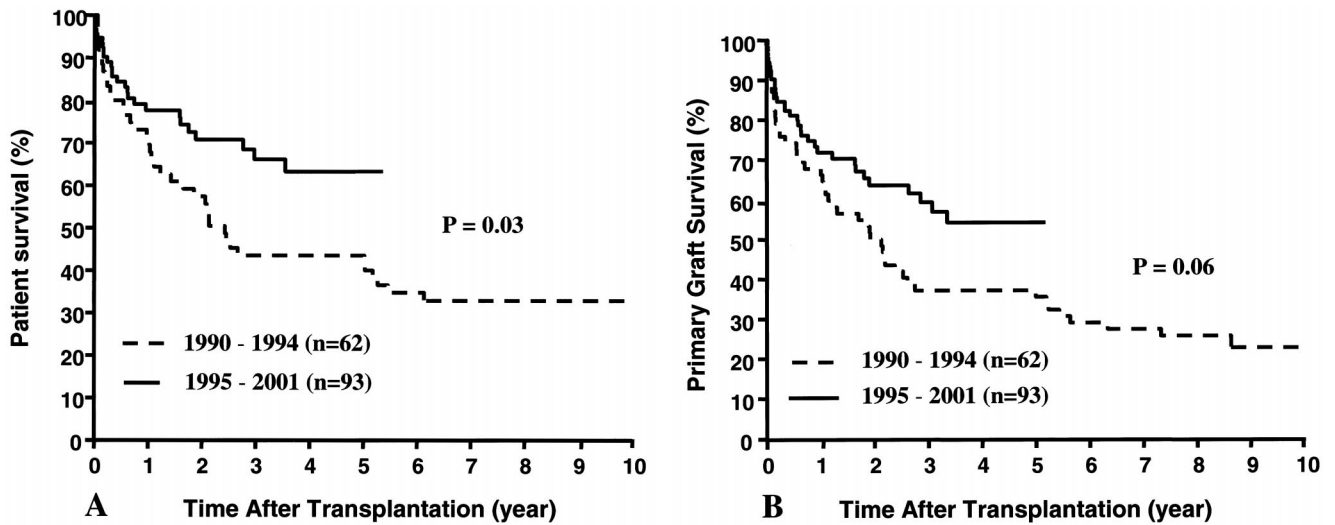 Patient survival (%)
100
90
80
70
60
50
40
30
20
10
0
P = 0.03
1990 - 1994 (n=62)
1995 - 2001 (n=93)
0 1 2 3 4 5 6 7 8 9 10
A Time After Transplantation (year)
Primary Graft Survival (%)
100
90
80
70
60
50
40
30
20
10
0
P = 0.06
1990 - 1994 (n=62)
1995 - 2001 (n=93)
0 1 2 3 4 5 6 7 8 9 10
B Time After Transplantation (year)